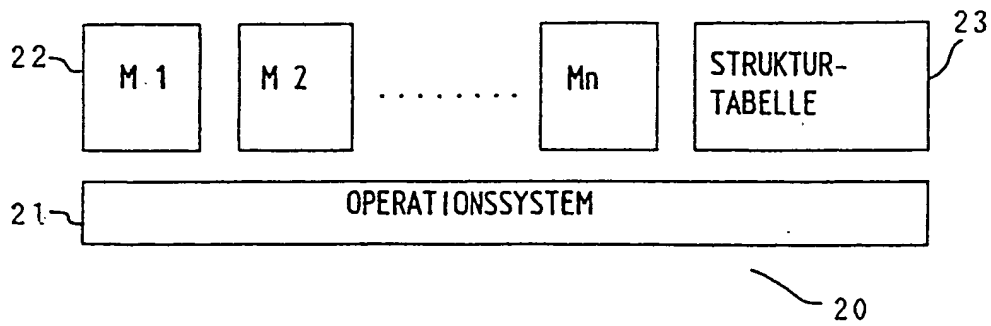 22 M 1 M 2 ........ Mn STRUKTUR- 23
TABELLE
21 OPERATIONSSYSTEM
20